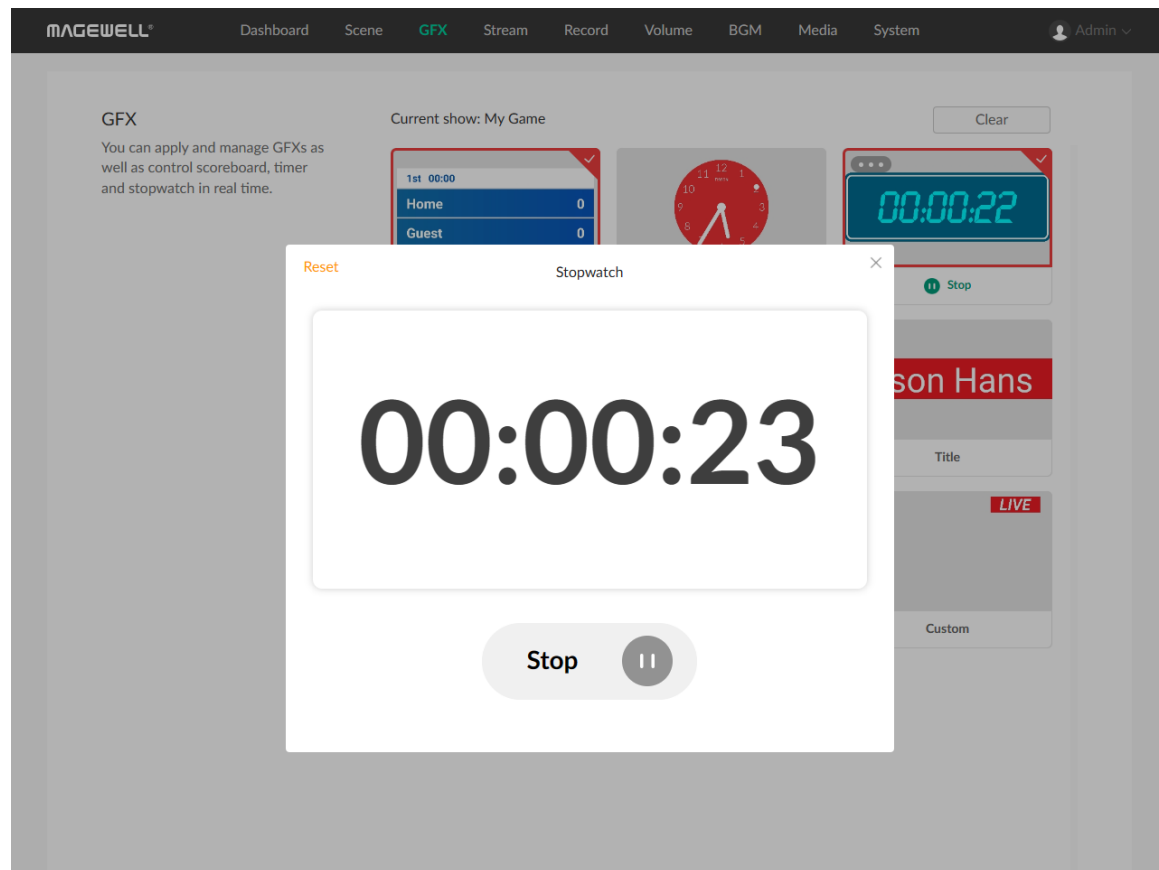 MAGEWELL®
Dashboard Scene GFX Stream Record Volume BGM Media System Admin
GFX
You can apply and manage GFXs as
well as control scoreboard, timer
and stopwatch in real time.
Current show: My Game
Clear
1st 00:00
Home 0
Guest 0
11 12 1
10
9 3
8 4
5
00:00:22
Stop
son Hans
Title
LIVE
Custom
Reset
Stopwatch
00:00:23
Stop